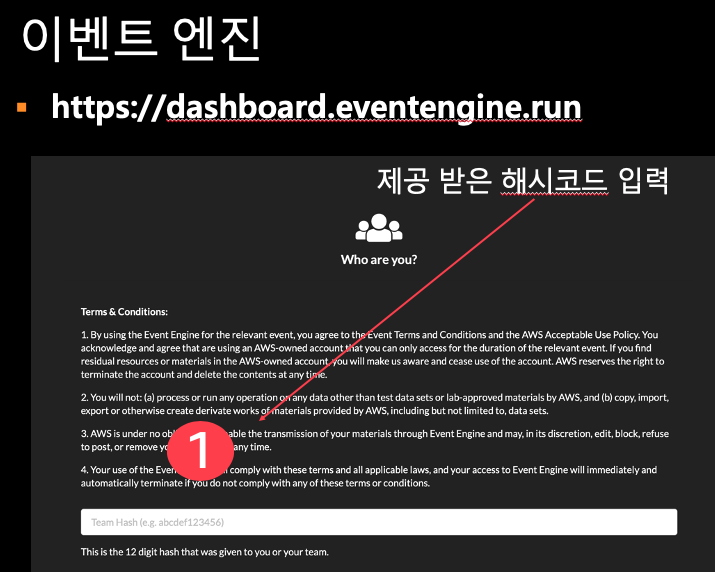 이벤트 엔진
https://dashboard.eventengine.run
제공 받은 해시코드 입력
Who are you?
Terms & Conditions:
1. By using the Event Engine for the relevant event, you agree to the Event Terms and Conditions and the AWS Acceptable Use Policy. You
acknowledge and agree that are using an AWS-owned account that you can only access for the duration of the relevant event. If you find
residual resources or materials in the AWS-owned account, you will make us aware and cease use of the account. AWS reserves the right to
terminate the account and delete the contents at any time.
2. You will not: (a) process or run any operation on any data other than test data sets or lab-approved materials by AWS, and (b) copy, import,
export or otherwise create derivate works of materials provided by AWS, including but not limited to, data sets.
3. AWS is under no able the transmission of your materials through Event Engine and may, in its discretion, edit, block, refuse
to post, or remove any time.
1
4. Your use of the comply with these terms and all applicable laws, and your access to Event Engine will immediately and
automatically terminate if you do not comply with any of these terms or conditions.
Team Hash (e.g. abcdef123456)
This is the 12 digit hash that was given to you or your team.